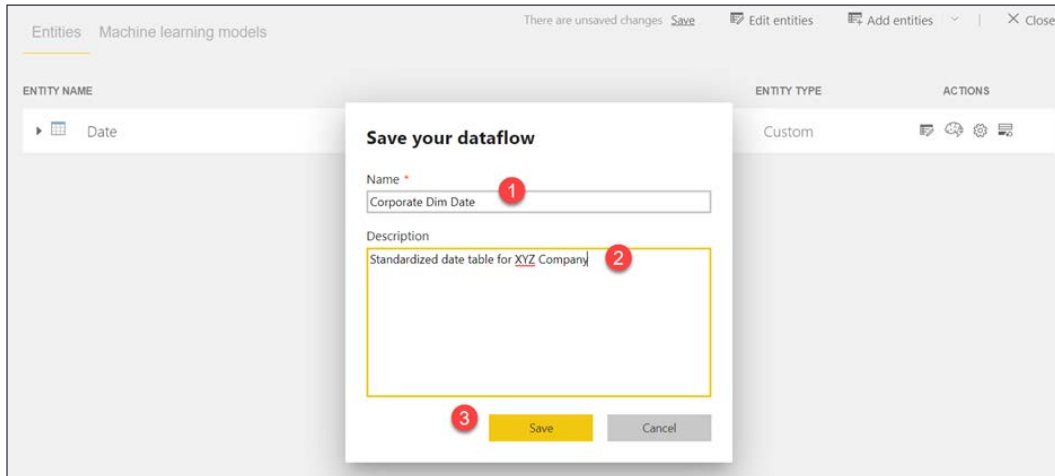 Entities Machine learning models
There are unsaved changes Save Edit entities Add entities | Close
ENTITY NAME ENTITY TYPE ACTIONS
Date Custom
Save your dataflow
Name *
Corporate Dim Date 1
Description
Standardized date table for XYZ Company 2
3 Save Cancel